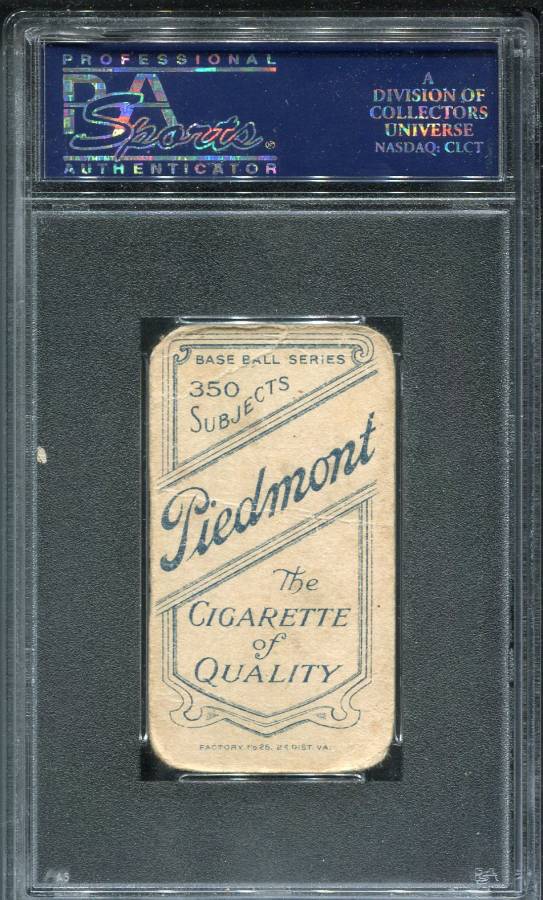 PROFESSIONAL
PSA
Sports®
AUTHENTICATOR
A
DIVISION OF
COLLECTORS
UNIVERSE
NASDAQ: CLCT
BASE BALL SERIES
350
SUBJECTS
Piedmont
The
CIGARETTE
of
QUALITY
FACTORY No 25, 2d DIST. VA.
PSA